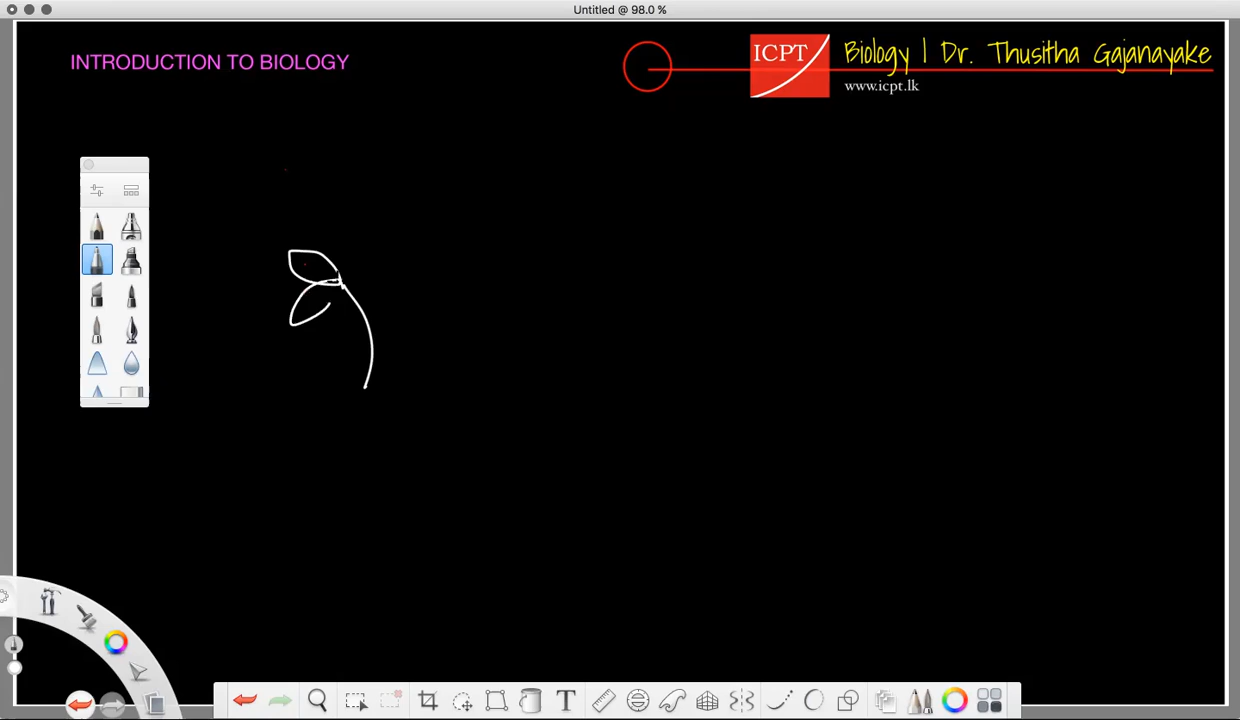 Untitled @ 98.0 %
INTRODUCTION TO BIOLOGY
ICPT
Biology | Dr. Thusitha Gajanayake
www.icpt.lk
T